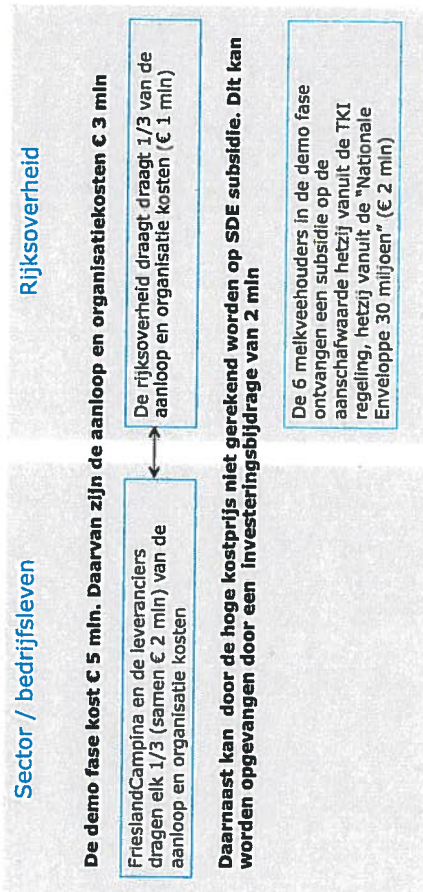 Sector / bedrijfsleven
Rijksoverheid
De demo fase kost € 5 mln. Daarvan zijn de aanloop en organisatiekosten € 3 mln
FrieslandCampina en de leveranciers
dragen elk 1/3 (samen € 2 mln) van de
aanloop en organisatie kosten
De rijksoverheid draagt draagt 1/3 van de
aanloop en organisatie kosten (€ 1 mln)
Daarnaast kan door de hoge kostprijs niet gerekend worden op SDE subsidie. Dit kan
worden opgevangen door een investeringsbijdrage van 2 mln
De 6 melkveehouders in de demo fase
ontvangen een subsidie op de
aanschafwaarde hetzij vanuit de TKI
regeling, hetzij vanuit de "Nationale
Enveloppe 30 miljoen" (€ 2 mln)